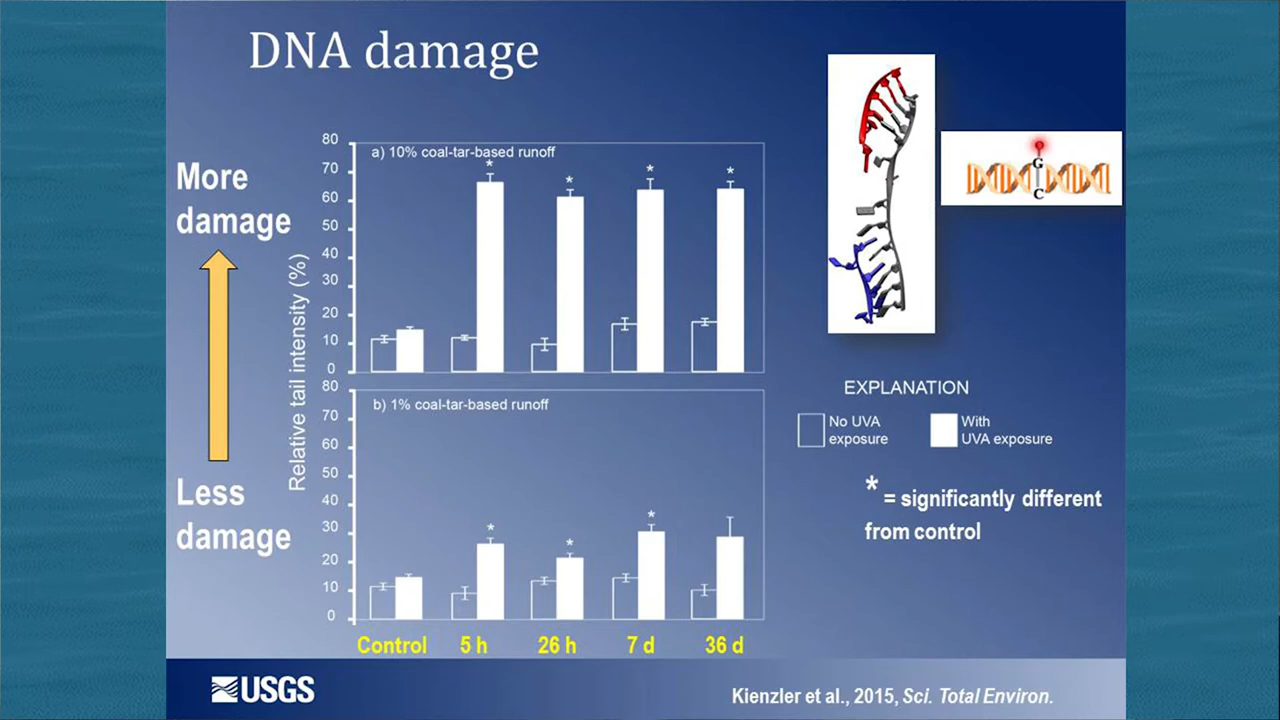 DNA damage
More
damage
Less
damage
Relative tail intensity (%)
80
a) 10% coal-tar-based runoff
70
60
50
40
30
20
10
0
* * * *
80
b) 1% coal-tar-based runoff
70
60
50
40
30
20
10
0
* * *
Control 5 h 26 h 7 d 36 d
G
C
EXPLANATION
No UVA
exposure
With
UVA exposure
* = significantly different
from control
USGS
Kienzler et al., 2015, Sci. Total Environ.